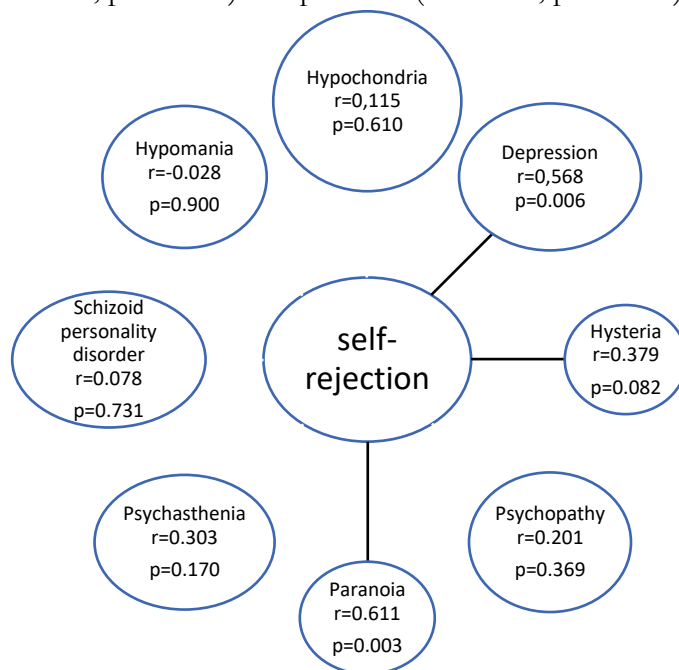 Hypochondria
r=0,115
p=0.610
Hypomania
r=-0.028
p=0.900
Depression
r=0,568
p=0.006
Schizoid
personality
disorder
r=0.078
p=0.731
self-
rejection
Hysteria
r=0.379
p=0.082
Psychasthenia
r=0.303
p=0.170
Psychopathy
r=0.201
p=0.369
Paranoia
r=0.611
p=0.003